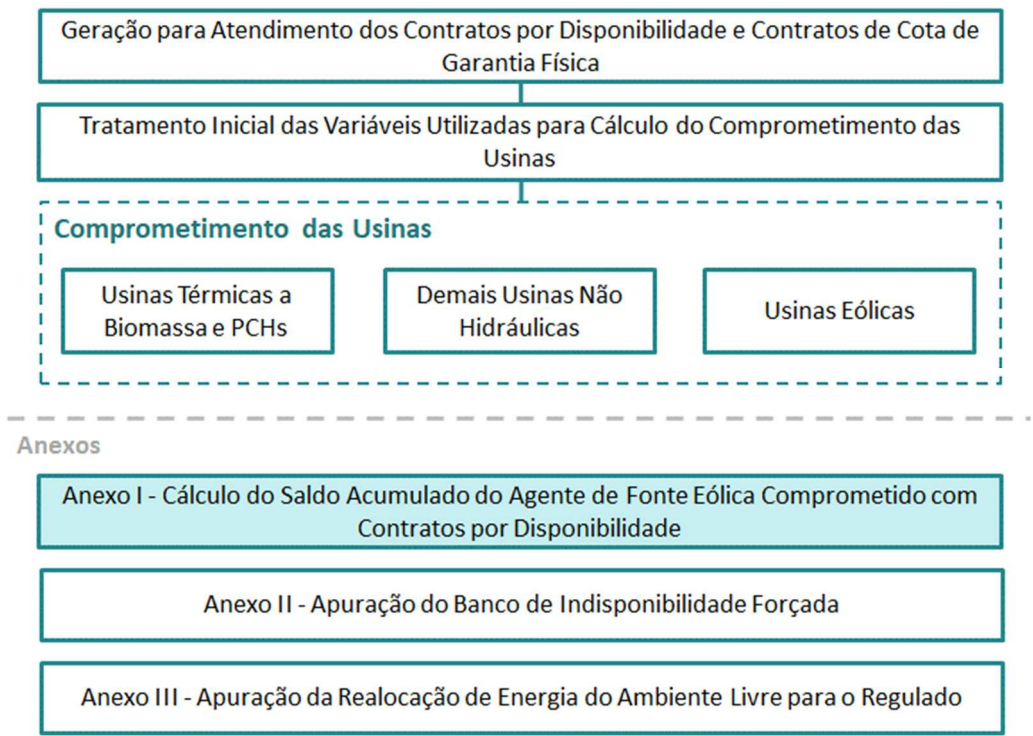 Geração para Atendimento dos Contratos por Disponibilidade e Contratos de Cota de
Garantia Física
Tratamento Inicial das Variáveis Utilizadas para Cálculo do Comprometimento das
Usinas
Comprometimento das Usinas
Usinas Térmicas a
Biomassa e PCHs
Demais Usinas Não
Hidráulicas
Usinas Eólicas
Anexos
Anexo I - Cálculo do Saldo Acumulado do Agente de Fonte Eólica Comprometido com
Contratos por Disponibilidade
Anexo II - Apuração do Banco de Indisponibilidade Forçada
Anexo III - Apuração da Realocação de Energia do Ambiente Livre para o Regulado